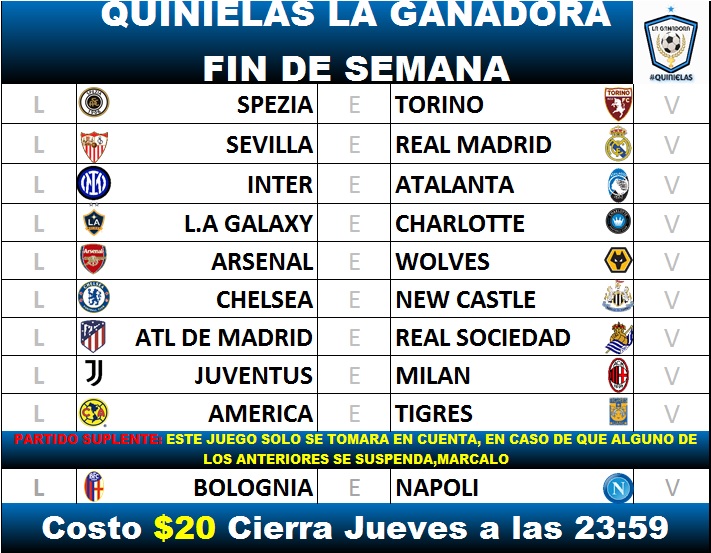 QUINIELAS LA GANADORA
FIN DE SEMANA
LA GANADORA
#QUINIELAS
L SPEZIA E TORINO TORINO FC V
L SEVILLA E REAL MADRID V
L INTER E ATALANTA V
L L.A GALAXY E CHARLOTTE V
L Arsenal ARSENAL E WOLVES V
L CHELSEA E NEW CASTLE V
L ATL DE MADRID E REAL SOCIEDAD V
L JUVENTUS E MILAN V
L AMERICA E TIGRES V
PARTIDO SUPLENTE: ESTE JUEGO SOLO SE TOMARA EN CUENTA, EN CASO DE QUE ALGUNO DE
LOS ANTERIORES SE SUSPENDA,MARCALO
L BOLOGNIA E NAPOLI N V
Costo $20 Cierra Jueves a las 23:59